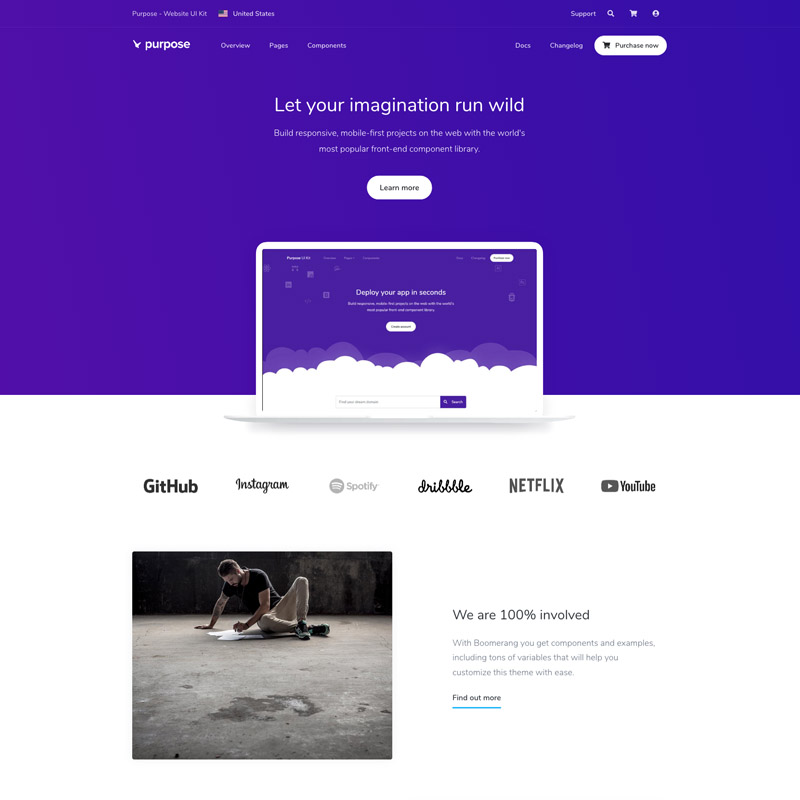 Purpose - Website UI Kit
United States
Support
purpose
Overview
Pages
Components
Docs
Changelog
Purchase now
Let your imagination run wild
Build responsive, mobile-first projects on the web with the world's
most popular front-end component library.
Learn more
Purpose UI Kit
Overview
Pages
Components
Docs
Changelog
Purchase now
Deploy your app in seconds
Build responsive, mobile-first projects on the web with the world's
most popular front-end component library.
Create account
Find your dream domain
Search
GitHub
Instagram
Spotify
dribbble
NETFLIX
YouTube
We are 100% involved
With Boomerang you get components and examples,
including tons of variables that will help you
customize this theme with ease.
Find out more